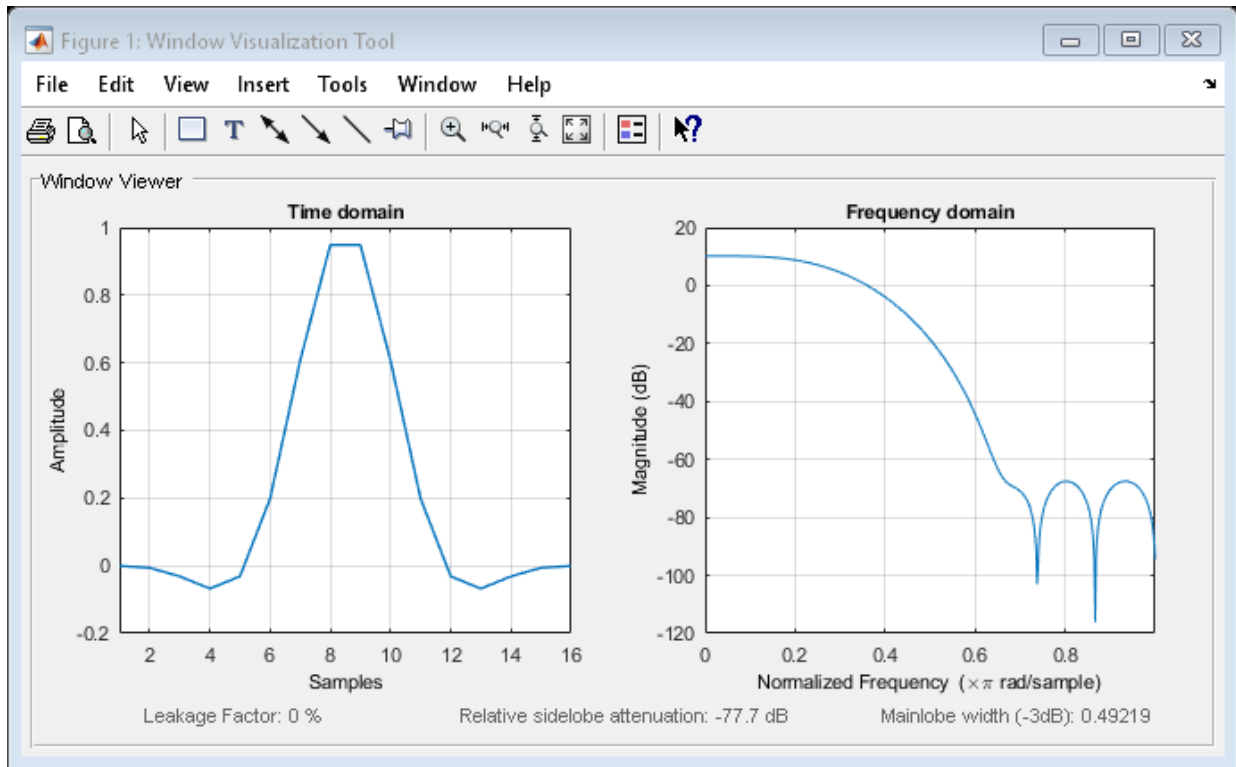 Figure 1: Window Visualization Tool
File Edit View Insert Tools Window Help
T
?
Window Viewer
Time domain
1
0.8
0.6
0.4
0.2
0
-0.2
Amplitude
2 4 6 8 10 12 14 16
Samples
Frequency domain
20
0
-20
-40
-60
-80
-100
-120
Magnitude (dB)
0 0.2 0.4 0.6 0.8
Normalized Frequency (×π rad/sample)
Leakage Factor: 0 % Relative sidelobe attenuation: -77.7 dB Mainlobe width (-3dB): 0.49219